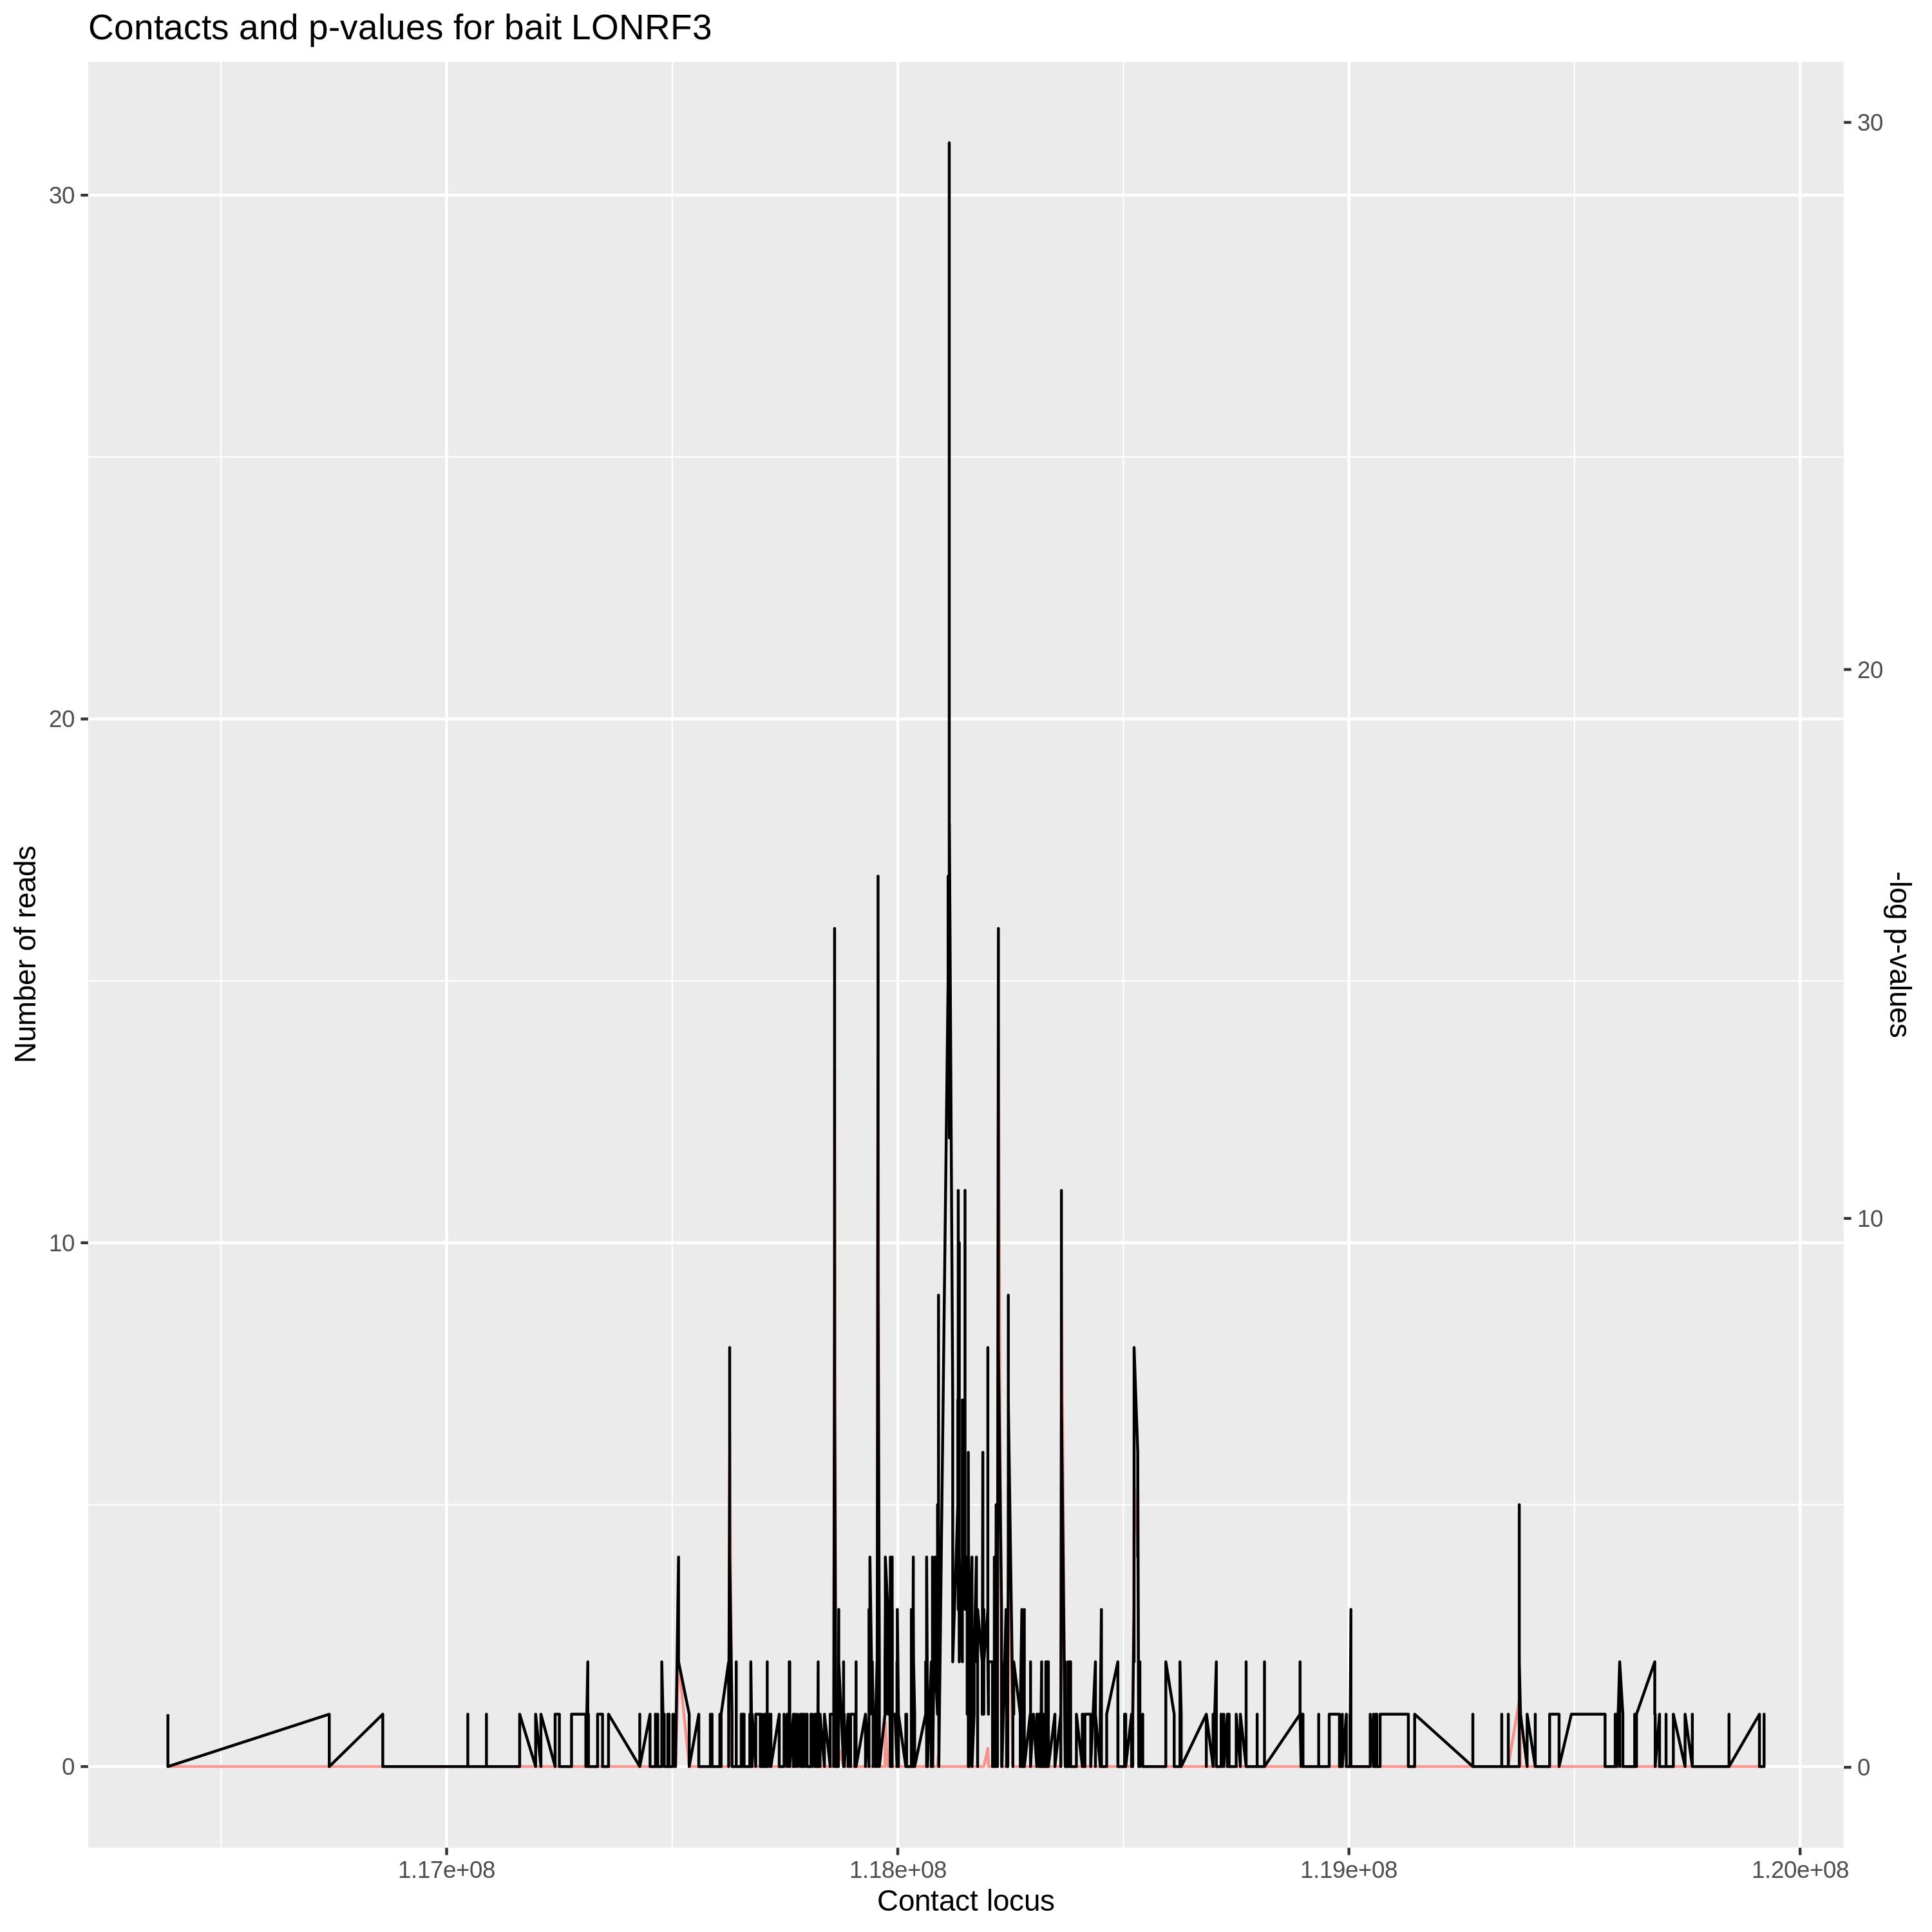 Contacts and p-values for bait LONRF3
30
20
10
0
Number of reads
30
20
10
0
-log p-values
1.17e+08
1.18e+08
1.19e+08
1.20e+08
Contact locus